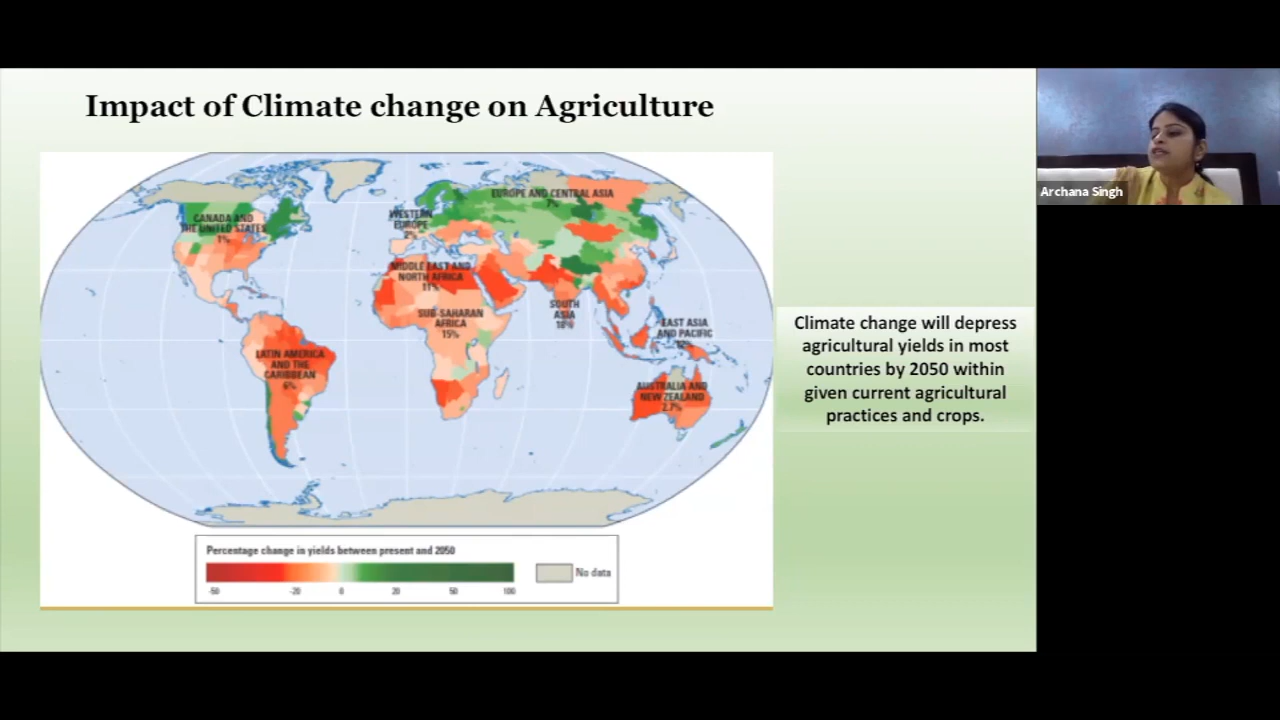 Impact of Climate change on Agriculture
Archana Singh
EUROPE AND CENTRAL ASIA
7%
CANADA AND
THE UNITED STATES
1%
WESTERN
EUROPE
2%
MIDDLE EAST AND
NORTH AFRICA
11%
SUB-SAHARAN
AFRICA
15%
SOUTH
ASIA
18%
EAST ASIA
AND PACIFIC
LATIN AMERICA
AND THE
CARIBBEAN
6%
AUSTRALIA AND
NEW ZEALAND
2.7%
Climate change will depress
agricultural yields in most
countries by 2050 within
given current agricultural
practices and crops.
Percentage change in yields between present and 2050
-50 -20 0 20 50 100
No data